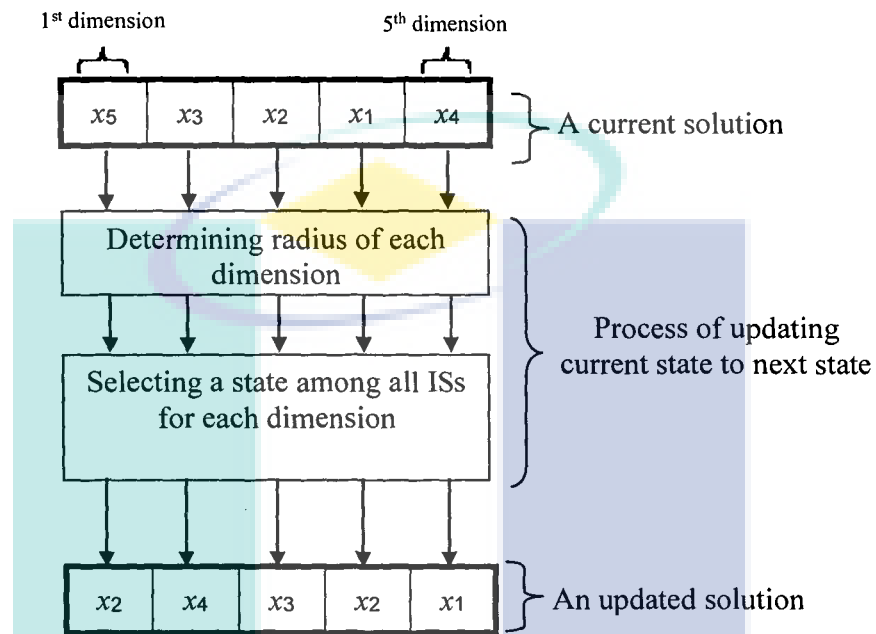 1st dimension 5th dimension
x5 x3 x2 x1 x4
A current solution
Determining radius of each
dimension
Process of updating
current state to next state
Selecting a state among all ISs
for each dimension
x2 x4 x3 x2 x1
An updated solution